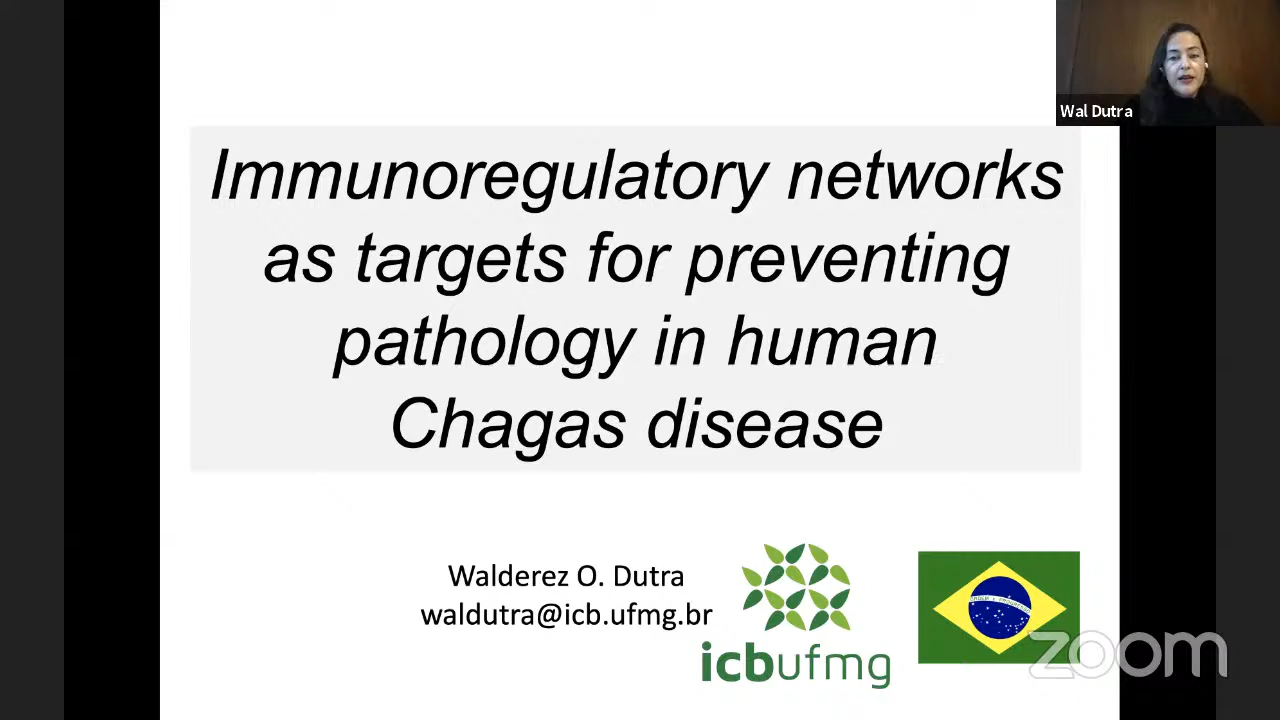 Wal Dutra
Immunoregulatory networks
as targets for preventing
pathology in human
Chagas disease
Walderez O. Dutra
waldutra@icb.ufmg.br
icbufmg
zoom